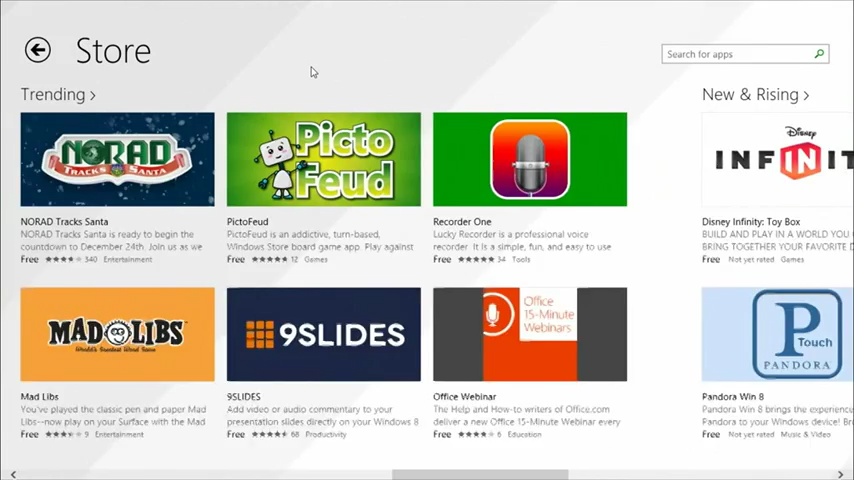 Store
Search for apps
Trending
New & Rising
NORAD
TRACKS SANTA
Picto
Feud
Disney
INFINIT
NORAD Tracks Santa
NORAD Tracks Santa is ready to begin the
countdown to December 24th. Join us as we
Free 340 Entertainment
PictoFeud
PictoFeud is an addictive, turn-based,
Windows Store board game app. Play against
Free 12 Games
Recorder One
Lucky Recorder is a professional voice
recorder. It is a simple, fun, and easy to use
Free 34 Tools
Disney Infinity: Toy Box
BUILD AND PLAY IN A WORLD YOU
BRING TOGETHER YOUR FAVORITE
Free Not yet rated Games
MAD LIBS
World's Greatest Word Game
9SLIDES
Office
15-Minute
Webinars
P
Touch
PANDORA
Mad Libs
You've played the classic pen and paper Mad
Libs--now play on your Surface with the Mad
Free 9 Entertainment
9SLIDES
Add video or audio commentary to your
presentation slides directly on your Windows 8
Free 68 Productivity
Office Webinar
The Help and How-to writers of Office.com
deliver a new Office 15-Minute Webinar every
Free 6 Education
Pandora Win 8
Pandora Win 8 brings the experience
to your Windows device! Br
Free Not yet rated Music & Video